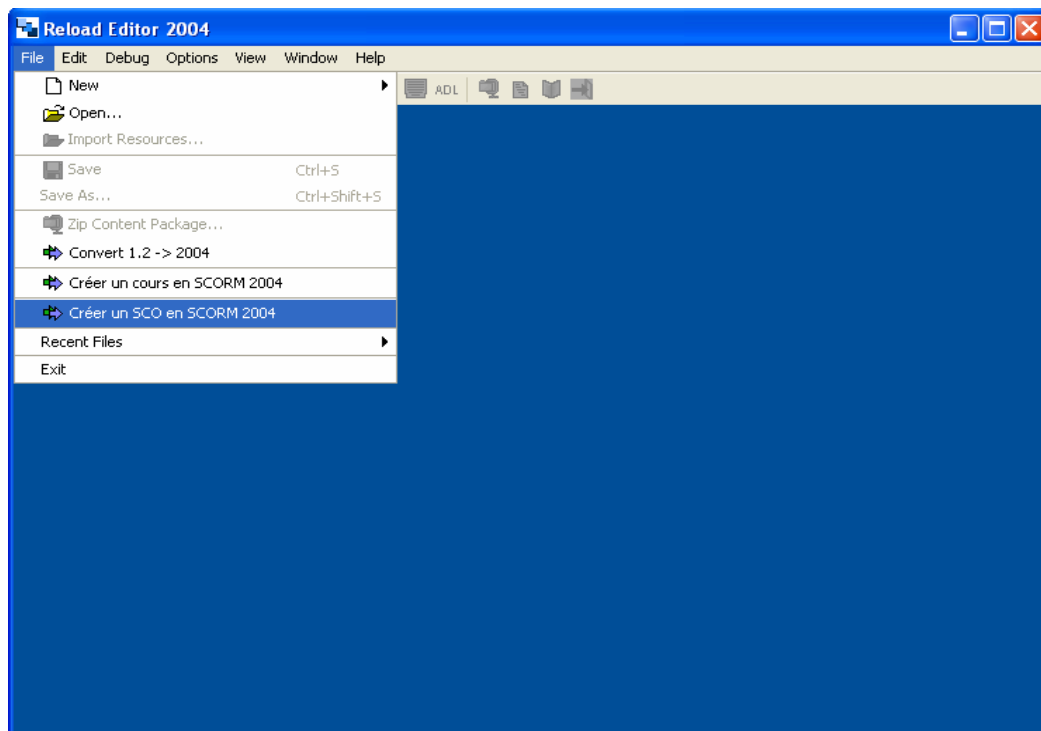 Reload Editor 2004
File Edit Debug Options View Window Help
New
ADL
Open...
Import Resources...
Save Ctrl+S
Save As... Ctrl+Shift+S
Zip Content Package...
Convert 1.2 -> 2004
Créer un cours en SCORM 2004
Créer un SCO en SCORM 2004
Recent Files
Exit